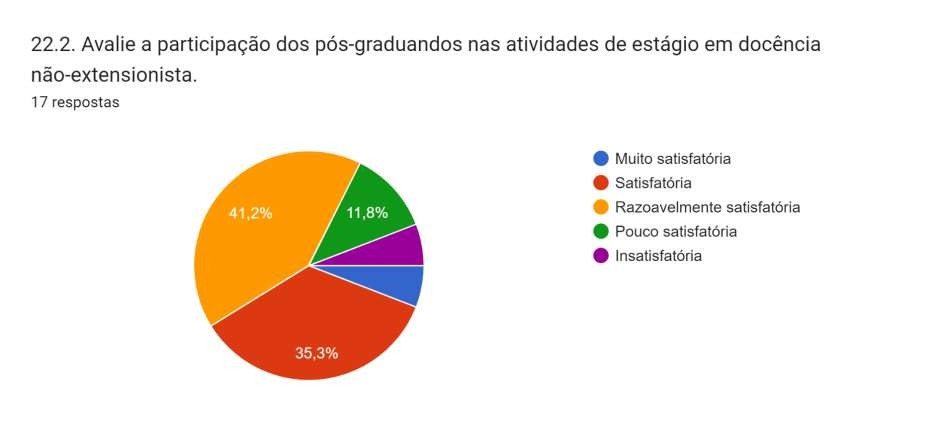 22.2. Avalie a participação dos pós-graduandos nas atividades de estágio em docência
não-extensionista.
17 respostas
Muito satisfatória
Satisfatória
Razoavelmente satisfatória
Pouco satisfatória
Insatisfatória
41,2%
11,8%
35,3%